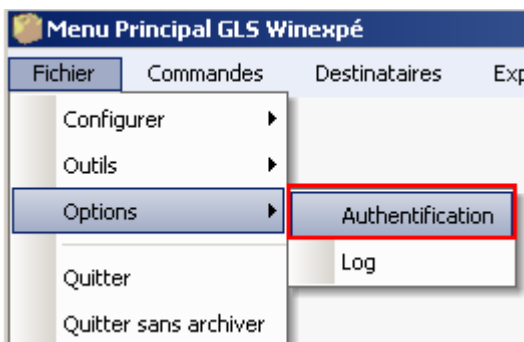 Menu Principal GLS Winexpé
Fichier Commandes Destinataires
Configurer
Outils
Options Authentification
Log
Quitter
Quitter sans archiver